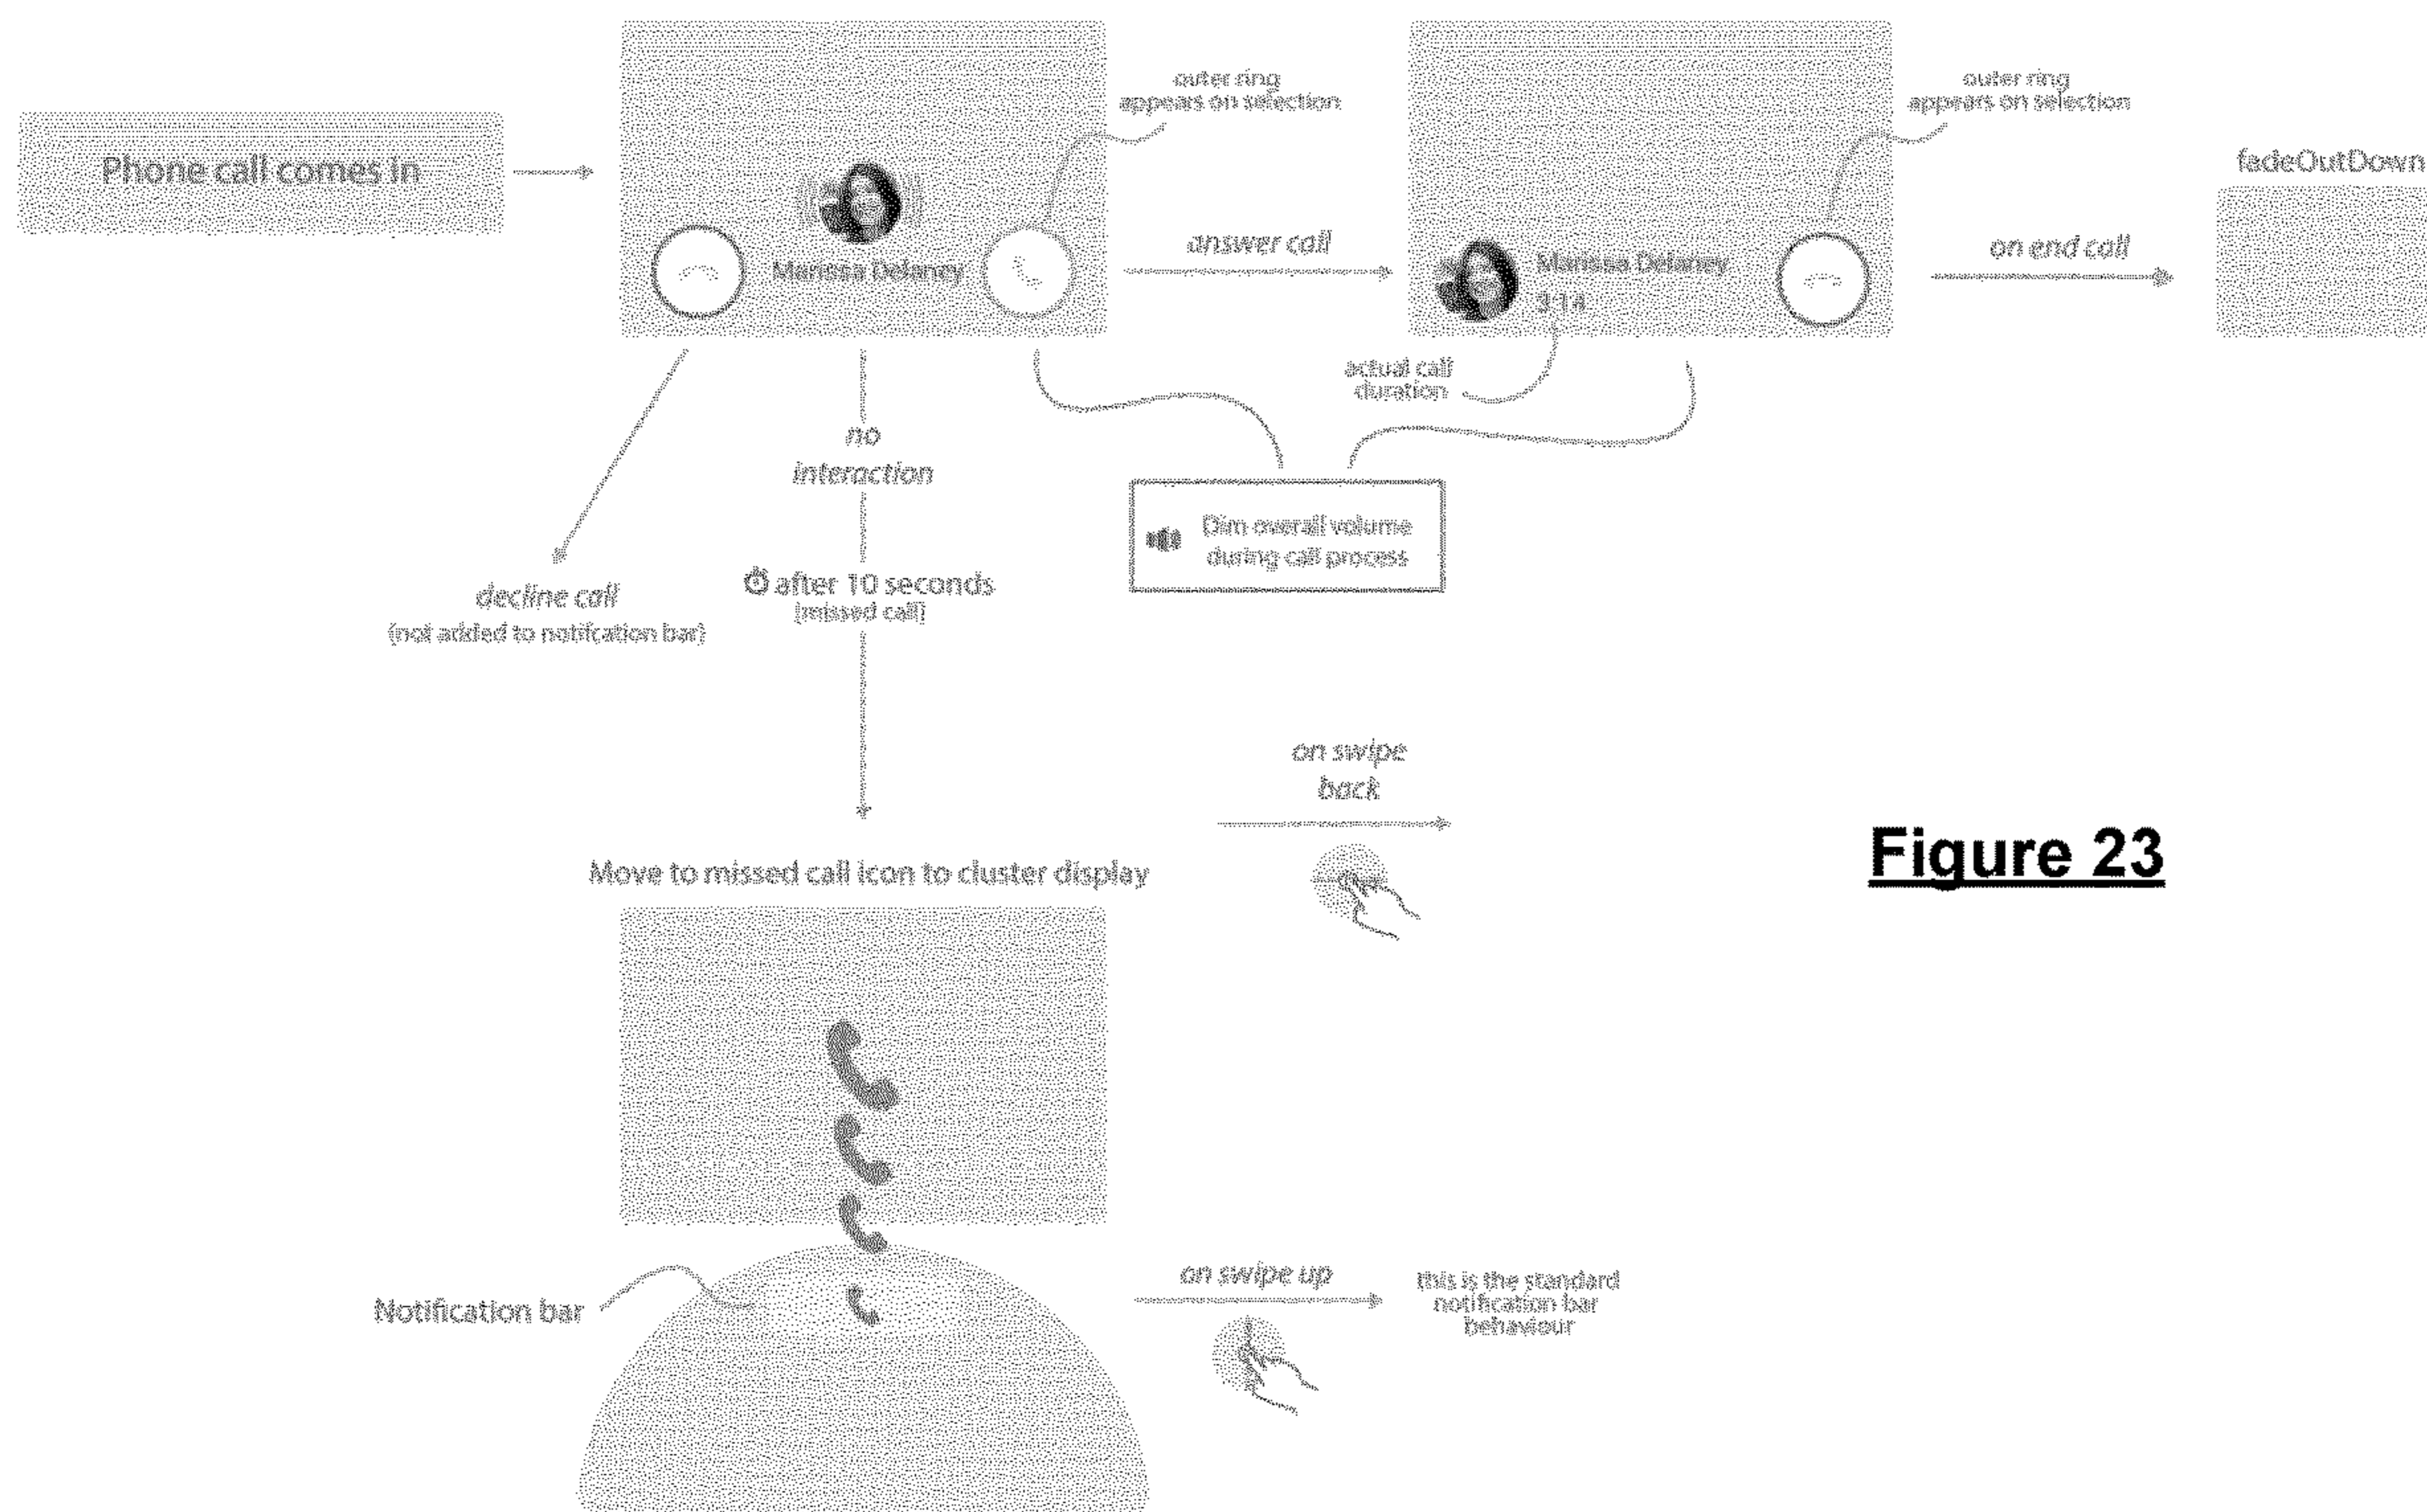 Phone call comes in
outer ring
appears on selection
Marissa Delaney
answer call
outer ring
appears on selection
Marissa Delaney
3:14
actual call
duration
on end call
fadeOutDown
no
interaction
Dim overall volume
during call process
decline call
(not added to notifcation bar)
after 10 seconds
[missed call]
on swipe
back
Move to missed call icon to cluster display
Figure 23
Notification bar
on swipe up
this is the standard
notification bar
behaviour